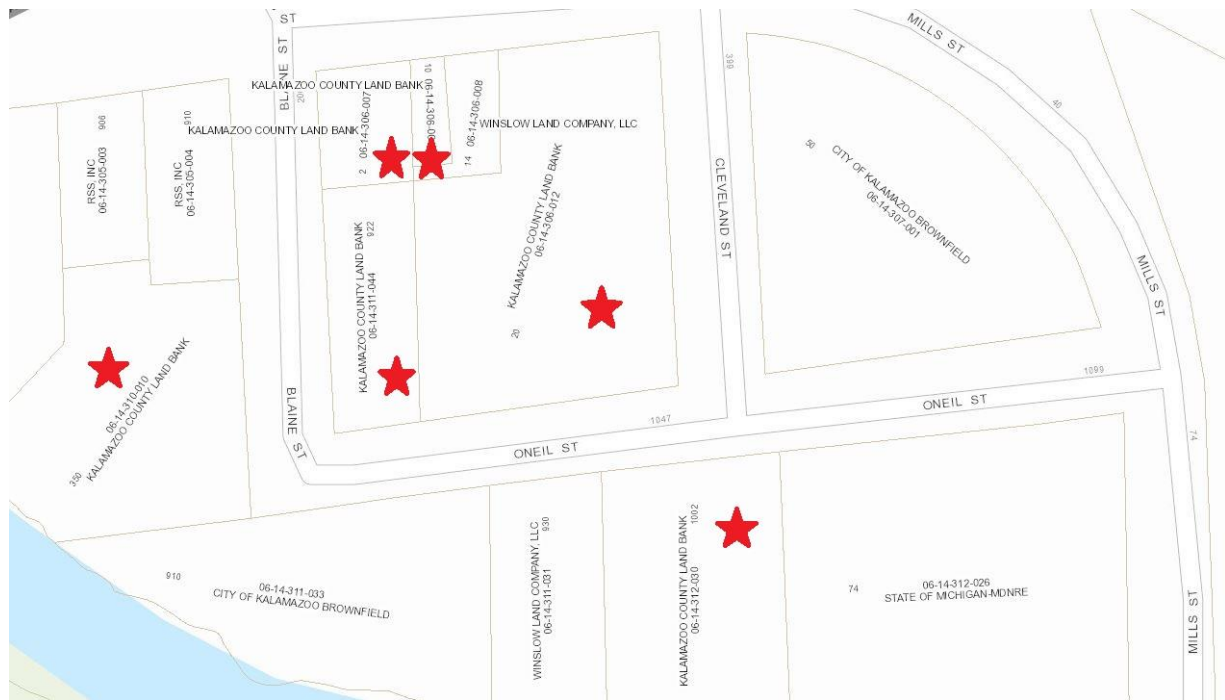 ST
BLAINE ST
20
MILLS ST
40
399
KALAMAZOO COUNTY LAND BANK
KALAMAZOO COUNTY LAND BANK
2
06-14-306-007
10
14
06-14-306-008
WINSLOW LAND COMPANY, LLC
906
RSS, INC
06-14-305-003
910
RSS, INC
06-14-305-004
KALAMAZOO COUNTY LAND BANK
06-14-306-012
20
CLEVELAND ST
50
CITY OF KALAMAZOO BROWNFIELD
06-14-307-001
MILLS ST
922
KALAMAZOO COUNTY LAND BANK
06-14-311-044
06-14-310-010
KALAMAZOO COUNTY LAND BANK
350
BLAINE ST
ONEIL ST
1047
ONEIL ST
1099
74
910
06-14-311-033
CITY OF KALAMAZOO BROWNFIELD
930
WINSLOW LAND COMPANY, LLC
06-14-311-031
1002
KALAMAZOO COUNTY LAND BANK
06-14-312-030
74
06-14-312-026
STATE OF MICHIGAN-MDNRE
MILLS ST